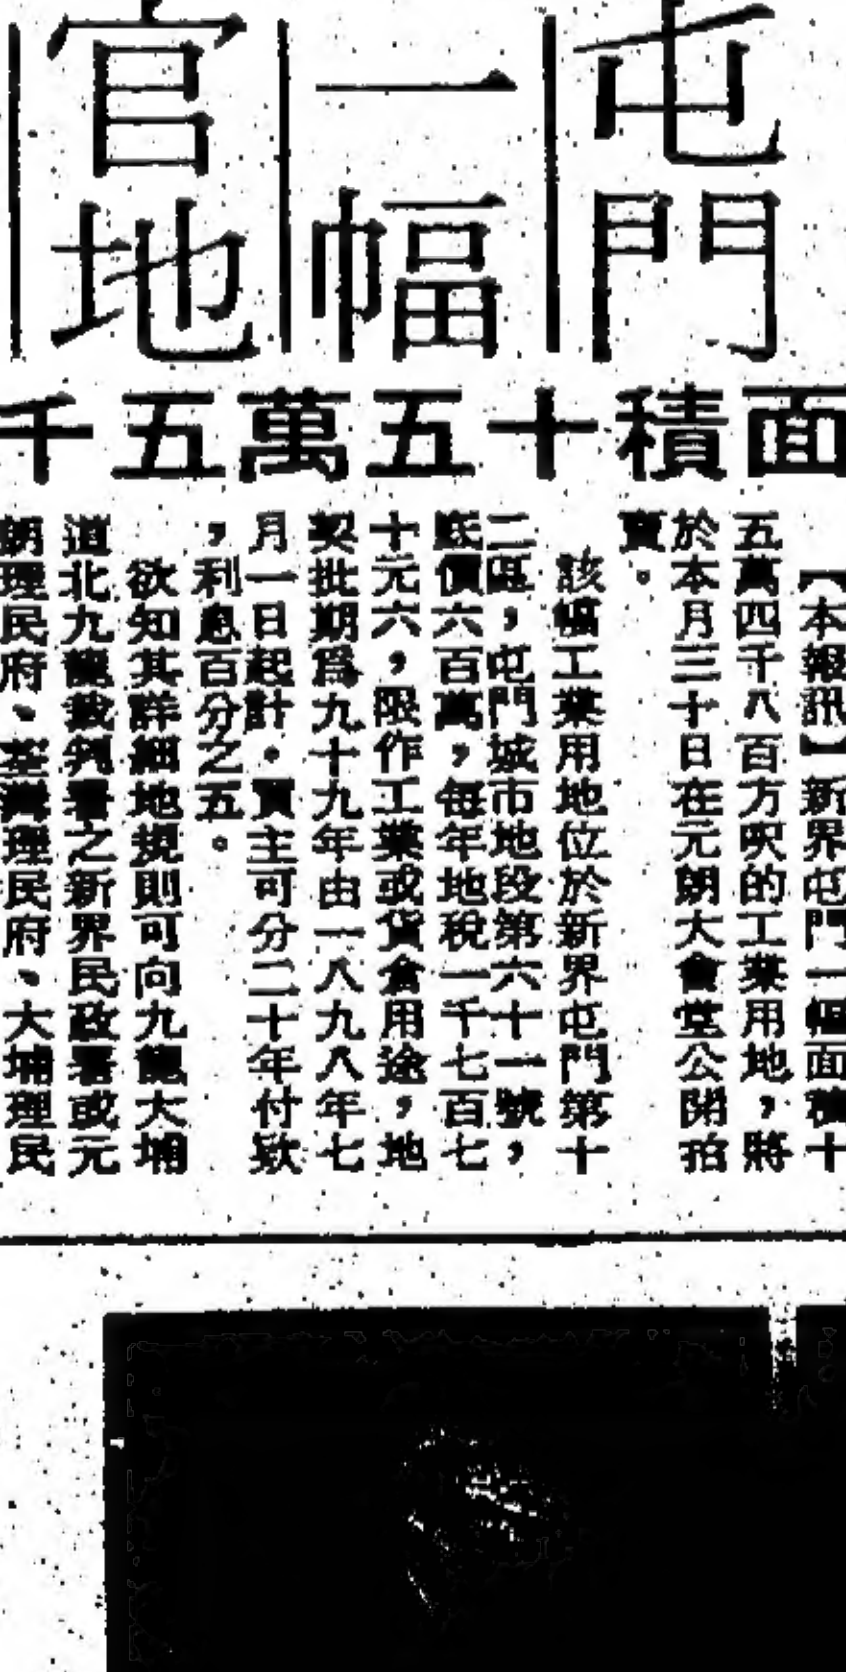 屯門
一幅
官地
面積十五萬五千
【本報訊】新界屯門一幅面積十
五萬四千八百方呎的工業用地，將
於本月三十日在元朗大會堂公開拍
賣。
該幅工業用地位於新界屯門第十
二區，屯門城市地段第六十一號，
底價六百萬，每年地稅一千七百七
十元六，限作工業或貨倉用途，地
契批期爲九十九年由一八九八年七
月一日起計。買主可分二十年付欵
，利息百分之五。
欲知其詳細地規則可向九龍大埔
道北九龍裁判署之新界民政署或元
朗理民府、荃灣理民府、大埔理民